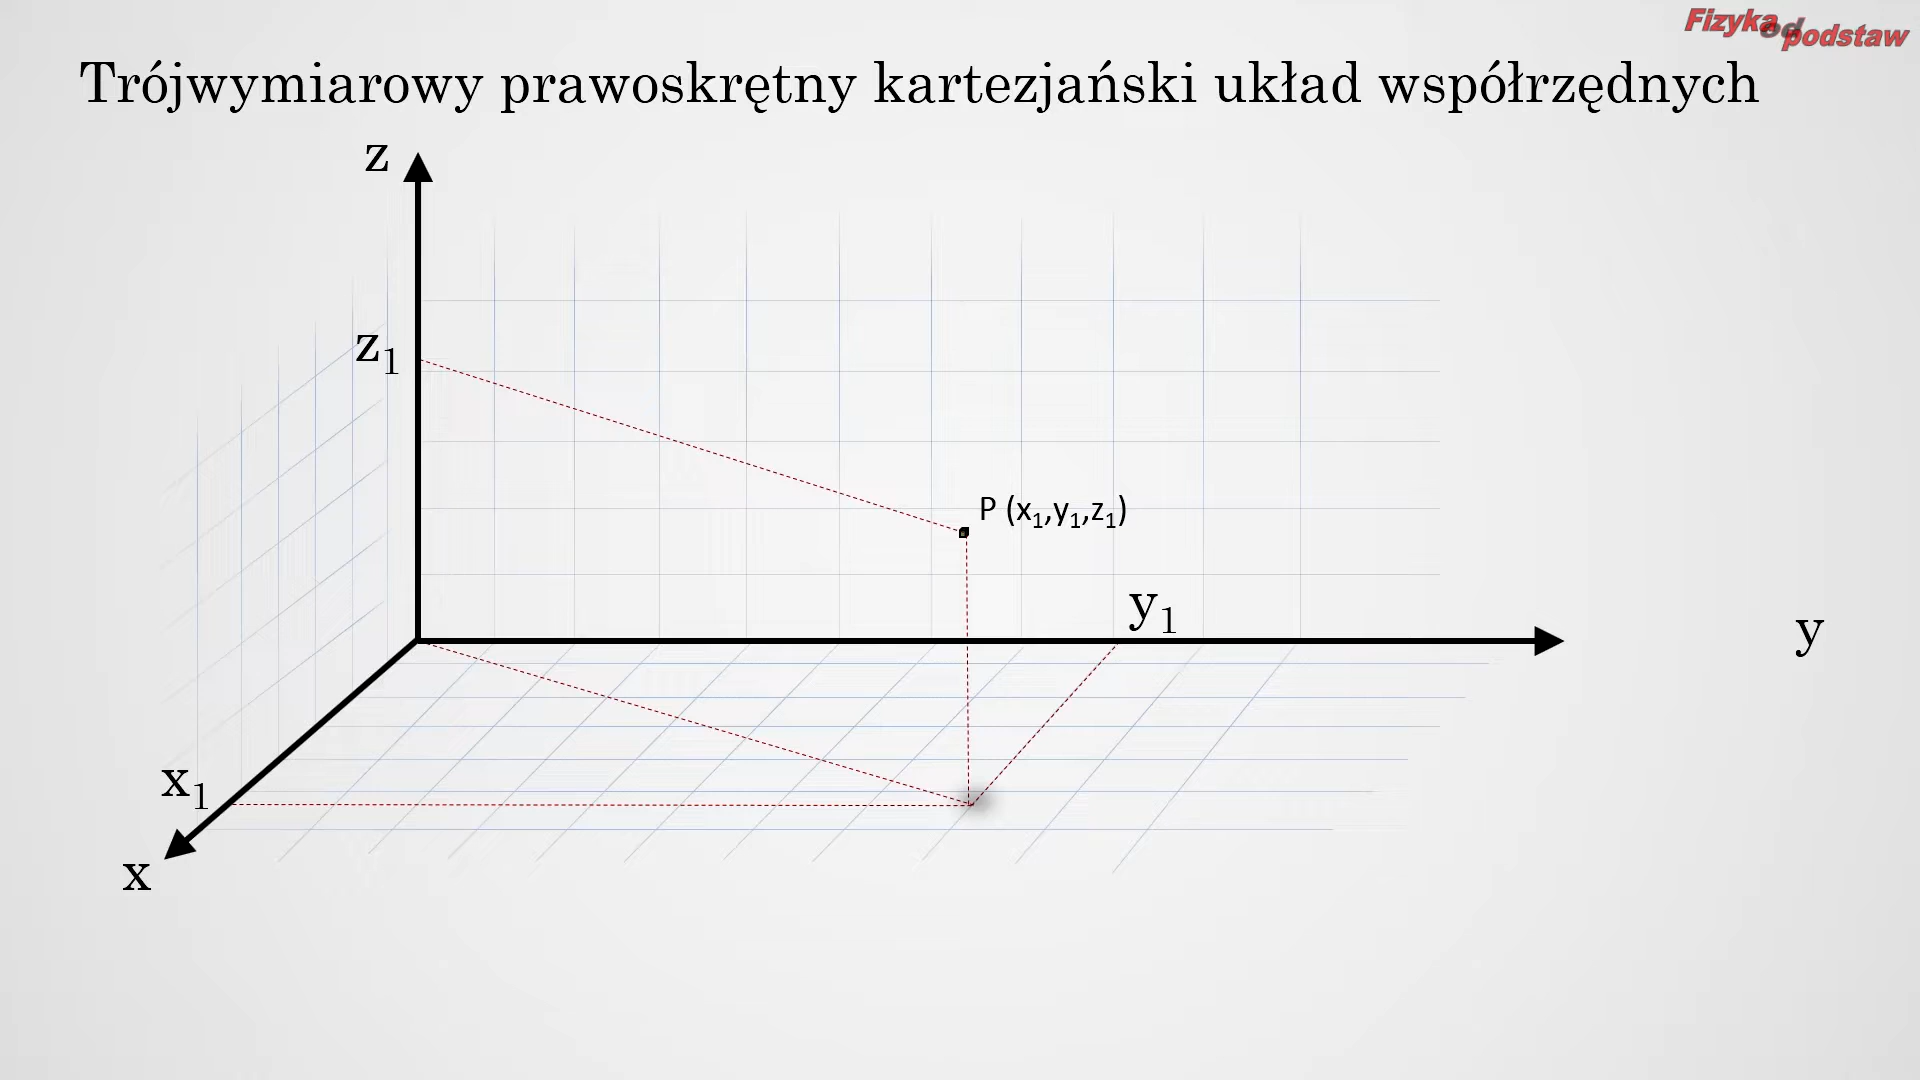 Fizyka od podstaw
Trójwymiarowy prawoskrętny kartezjański układ współrzędnych
z
z₁
P (x₁,y₁,z₁)
y₁
y
x₁
x